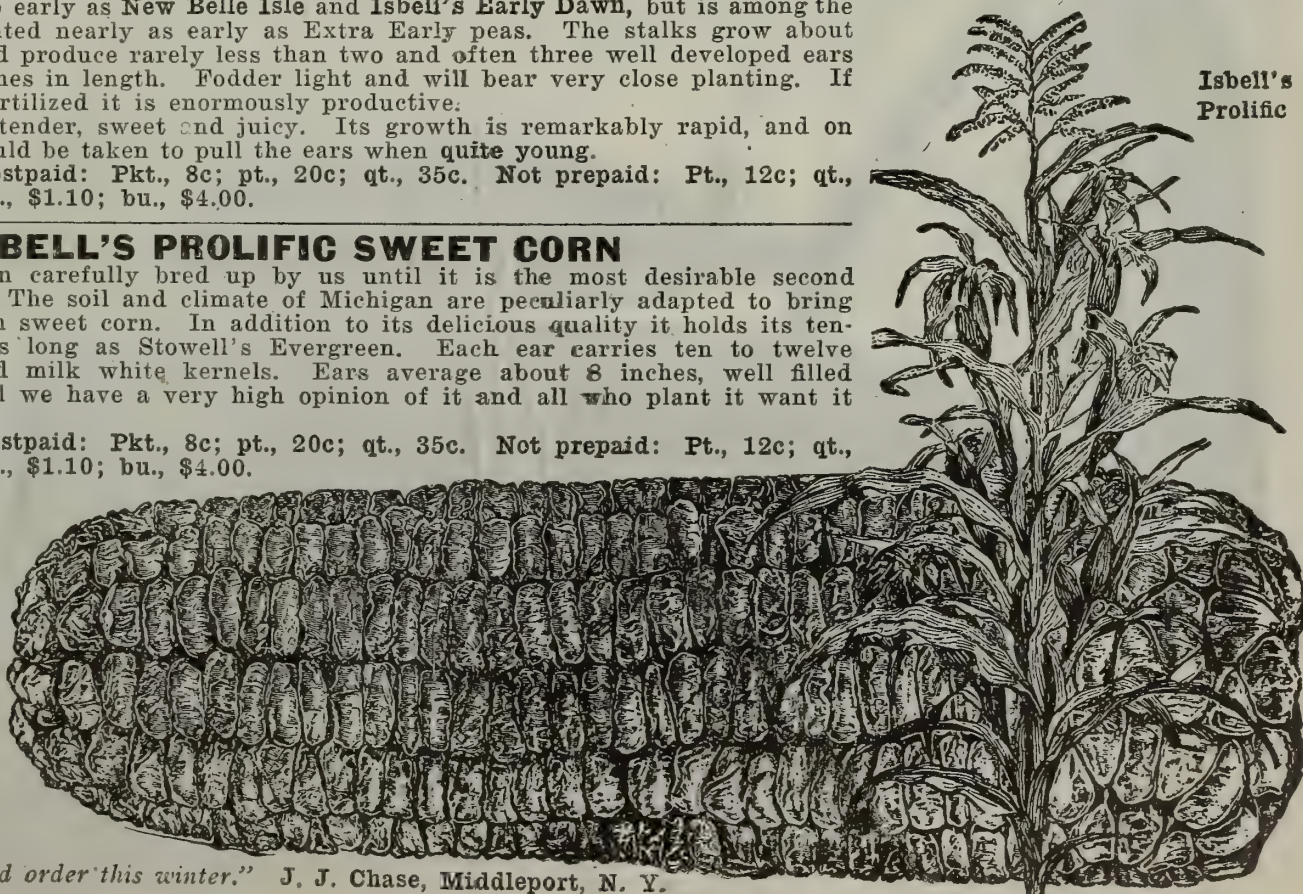 early as New Belle Isle and Isbell's Early Dawn, but is among the
ted nearly as early as Extra Early peas. The stalks grow about
d produce rarely less than two and often three well developed ears
hes in length. Fodder light and will bear very close planting. If
rtilized it is enormously productive.
tender, sweet and juicy. Its growth is remarkably rapid, and on
uld be taken to pull the ears when quite young.
stpaid: Pkt., 8c; pt., 20c; qt., 35c. Not prepaid: Pt., 12c; qt.,
., $1.10; bu., $4.00.
Isbell's
Prolific
BELL'S PROLIFIC SWEET CORN
n carefully bred up by us until it is the most desirable second
The soil and climate of Michigan are peculiarly adapted to bring
sweet corn. In addition to its delicious quality it holds its ten-
s long as Stowell's Evergreen. Each ear carries ten to twelve
d milk white kernels. Ears average about 8 inches, well filled
we have a very high opinion of it and all who plant it want it
stpaid: Pkt., 8c; pt., 20c; qt., 35c. Not prepaid: Pt., 12c; qt.,
., $1.10; bu., $4.00.
d order this winter." J. J. Chase, Middleport, N. Y.